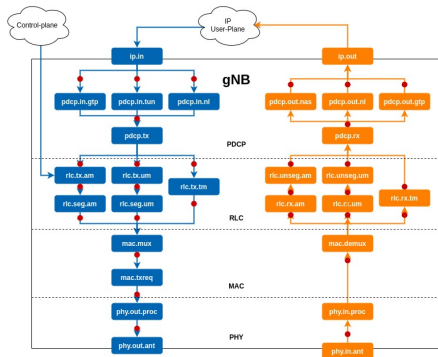 Control-plane
IP
User-Plane
ip.in
ip.out
gNB
pdcp.in.gtp
pdcp.in.tun
pdcp.in.nl
pdcp.out.nas
pdcp.out.nl
pdcp.out.gtp
pdcp.tx
pdcp.rx
PDCP
rlc.tx.am
rlc.tx.um
rlc.tx.tm
rlc.unseg.am
rlc.unseg.um
rlc.rx.tm
rlc.seg.am
rlc.seg.um
rlc.rx.am
rlc.rx.um
RLC
mac.mux
mac.demux
mac.txreq
MAC
phy.out.proc
phy.in.proc
PHY
phy.out.ant
phy.in.ant